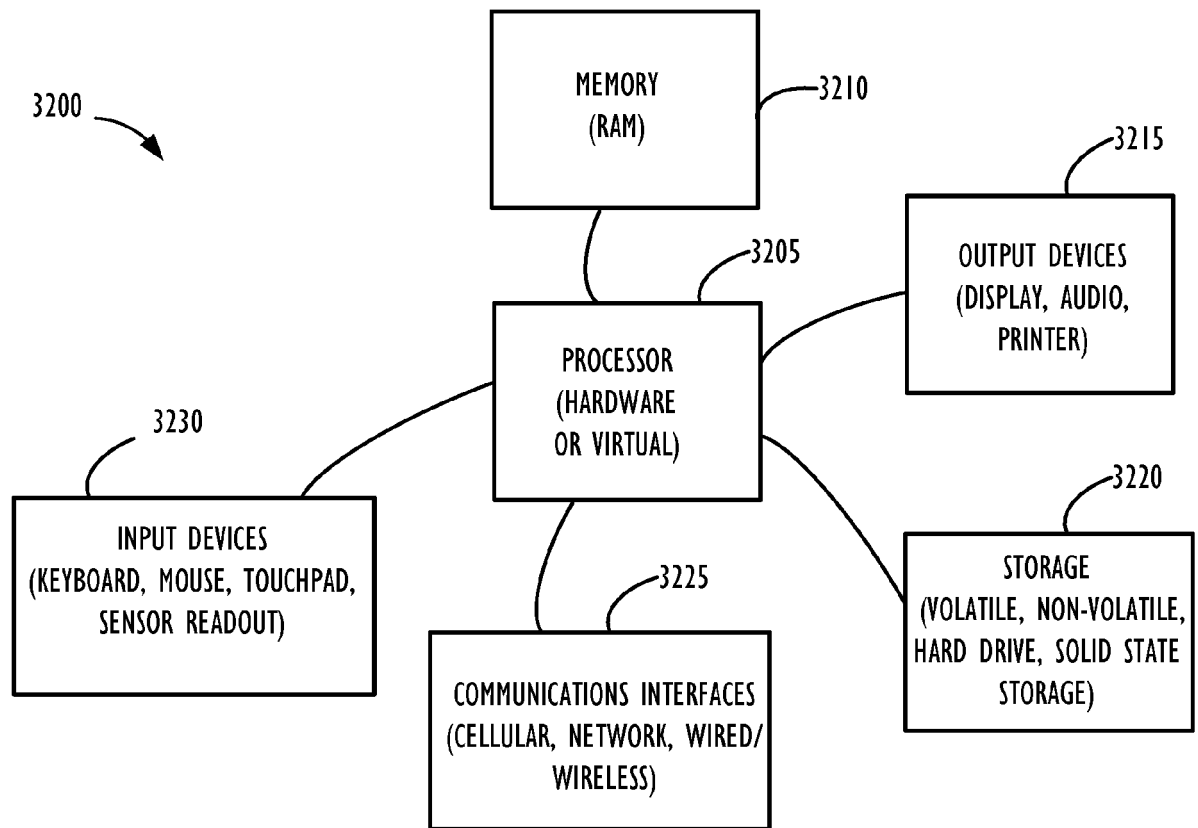 3200
MEMORY
(RAM)
3210
3215
OUTPUT DEVICES
(DISPLAY, AUDIO,
PRINTER)
3205
PROCESSOR
(HARDWARE
OR VIRTUAL)
3230
INPUT DEVICES
(KEYBOARD, MOUSE, TOUCHPAD,
SENSOR READOUT)
3220
STORAGE
(VOLATILE, NON-VOLATILE,
HARD DRIVE, SOLID STATE
STORAGE)
3225
COMMUNICATIONS INTERFACES
(CELLULAR, NETWORK, WIRED/
WIRELESS)